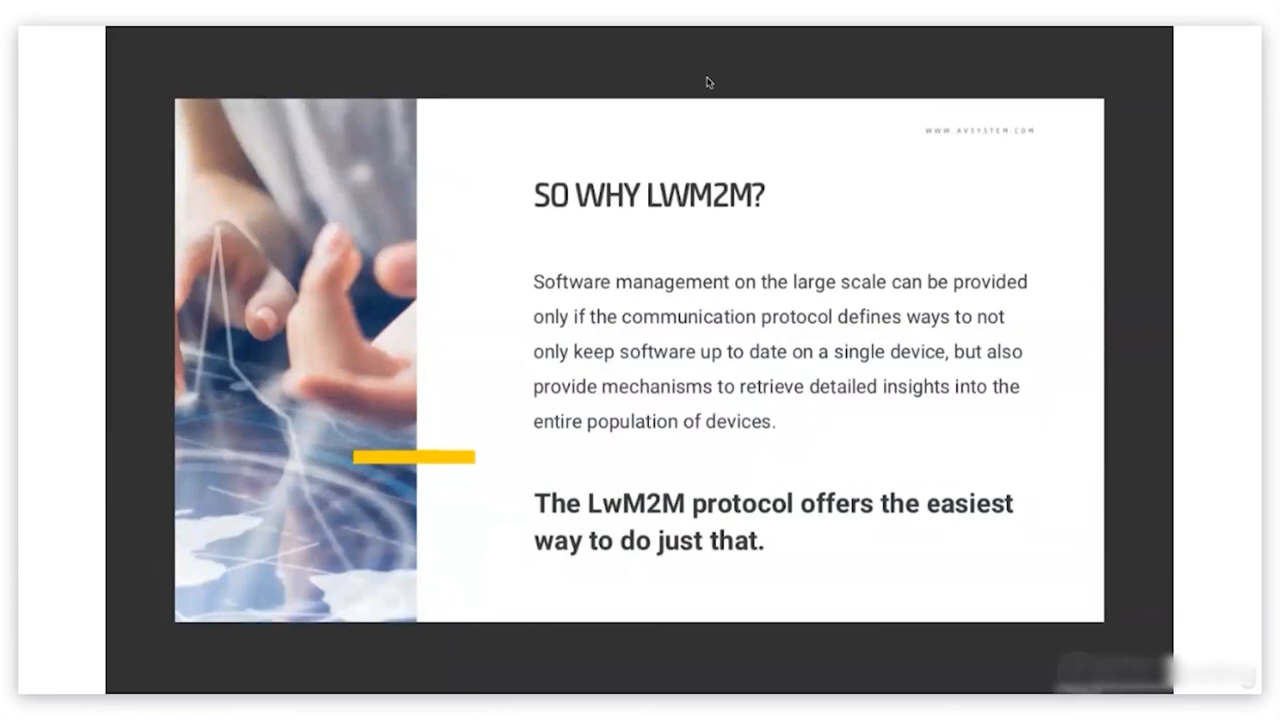 WWW.AVSYSTEM.COM
SO WHY LWM2M?
Software management on the large scale can be provided
only if the communication protocol defines ways to not
only keep software up to date on a single device, but also
provide mechanisms to retrieve detailed insights into the
entire population of devices.
The LwM2M protocol offers the easiest
way to do just that.